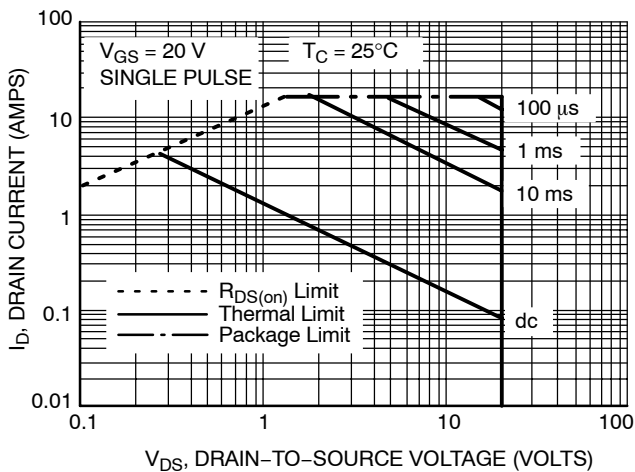 100
10
1
0.1
0.01
I_D, DRAIN CURRENT (AMPS)
V_GS = 20 V
SINGLE PULSE
T_C = 25°C
100 µs
1 ms
10 ms
dc
R_DS(on) Limit
Thermal Limit
Package Limit
0.1
1
10
100
V_DS, DRAIN−TO−SOURCE VOLTAGE (VOLTS)